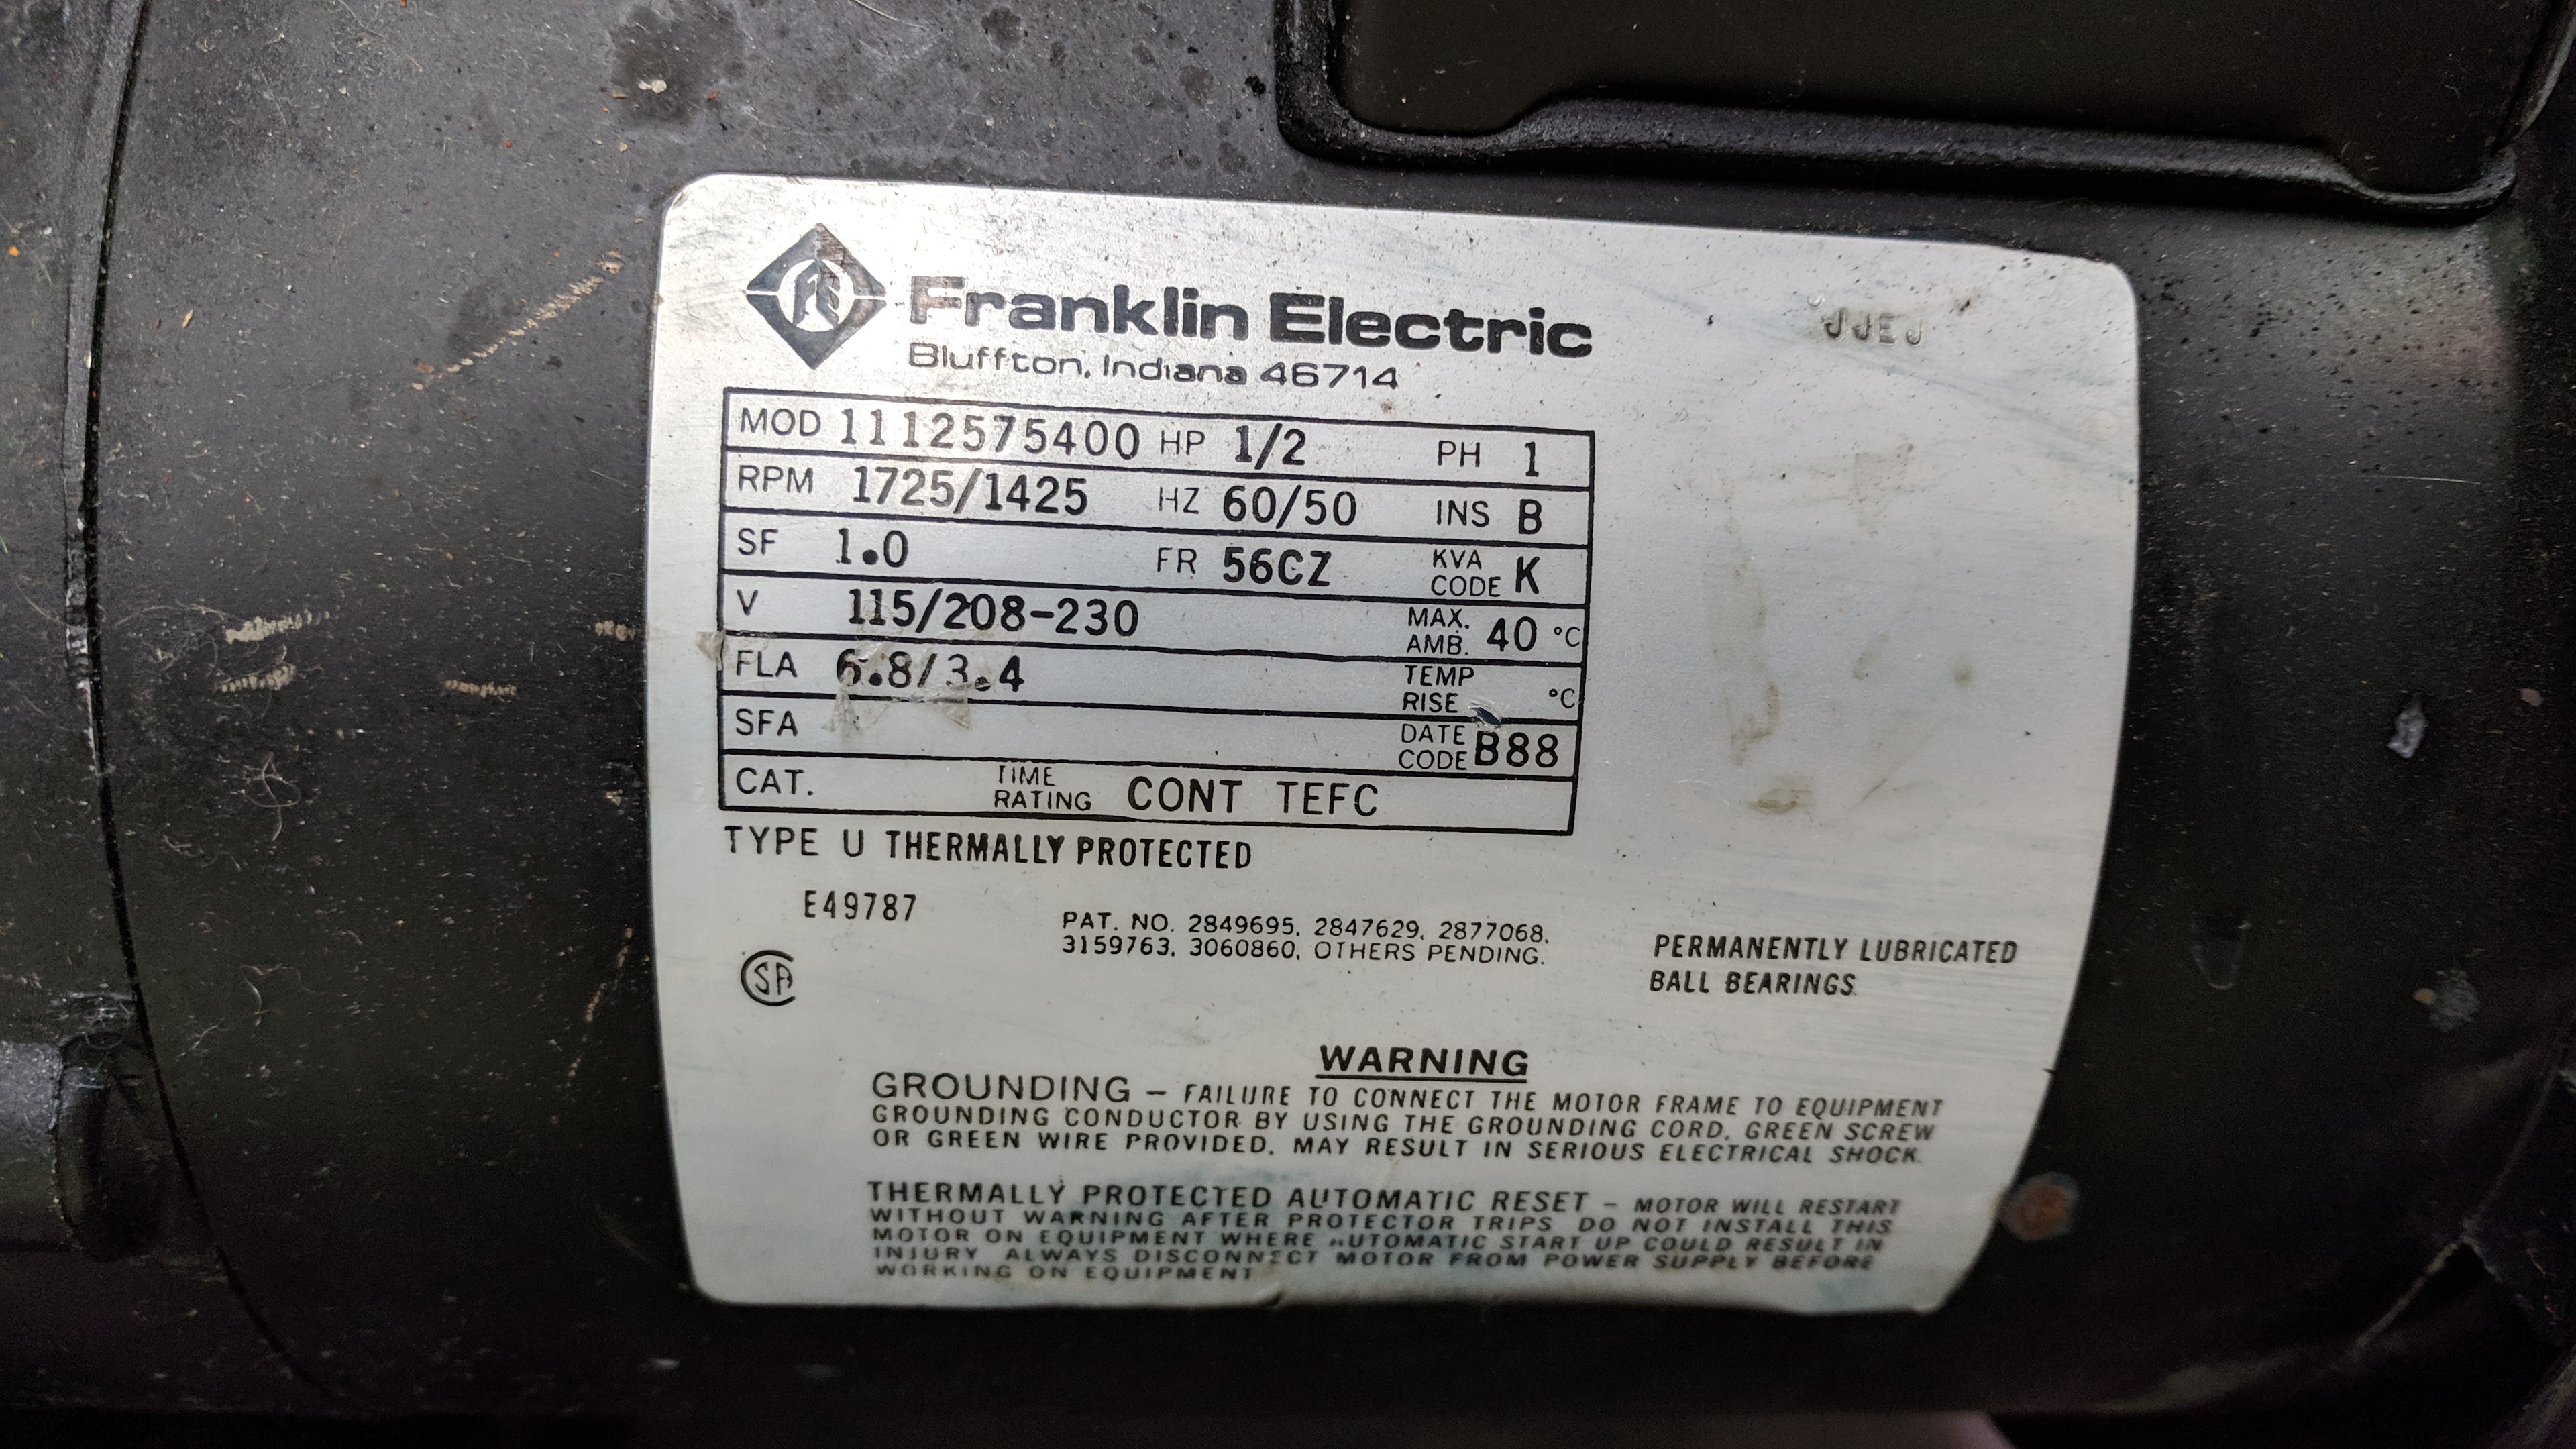 FE
Franklin Electric
Bluffton, Indiana 46714
JJEJ
MOD 1112575400 HP 1/2 PH 1
RPM 1725/1425 HZ 60/50 INS B
SF 1.0 FR 56CZ KVA CODE K
V 115/208-230 MAX. AMB. 40 °C
FLA 6.8/3.4 TEMP RISE °C
SFA DATE CODE B88
CAT. TIME RATING CONT TEFC
TYPE U THERMALLY PROTECTED
E49787
PAT. NO. 2849695, 2847629, 2877068,
3159763, 3060860, OTHERS PENDING.
PERMANENTLY LUBRICATED
BALL BEARINGS
SA
WARNING
GROUNDING – FAILURE TO CONNECT THE MOTOR FRAME TO EQUIPMENT
GROUNDING CONDUCTOR BY USING THE GROUNDING CORD, GREEN SCREW
OR GREEN WIRE PROVIDED, MAY RESULT IN SERIOUS ELECTRICAL SHOCK.
THERMALLY PROTECTED AUTOMATIC RESET – MOTOR WILL RESTART
WITHOUT WARNING AFTER PROTECTOR TRIPS DO NOT INSTALL THIS
MOTOR ON EQUIPMENT WHERE AUTOMATIC START UP COULD RESULT IN
INJURY ALWAYS DISCONNECT MOTOR FROM POWER SUPPLY BEFORE
WORKING ON EQUIPMENT